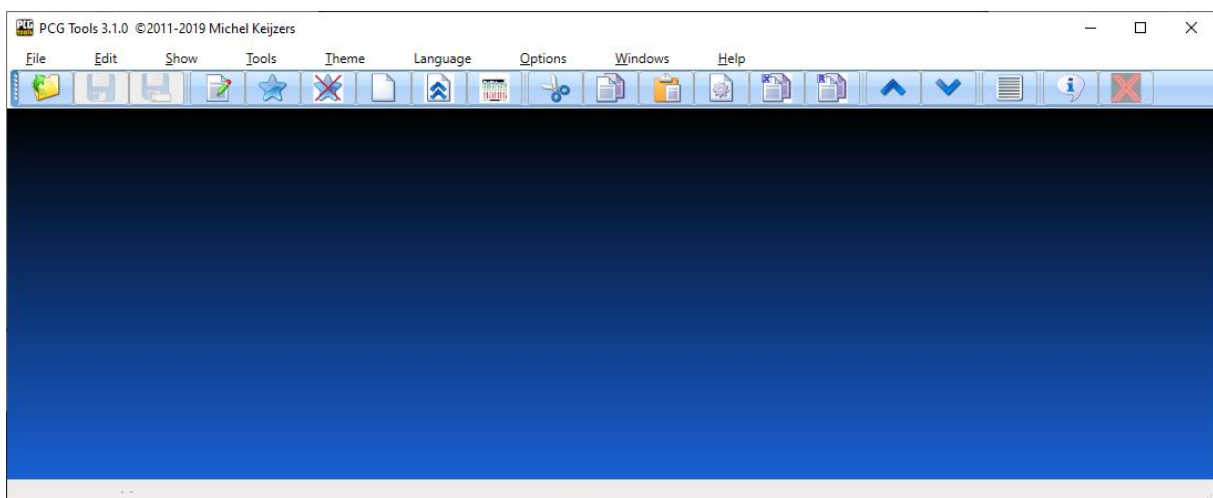 PCG Tools 3.1.0 ©2011-2019 Michel Keijzers
File Edit Show Tools Theme Language Options Windows Help